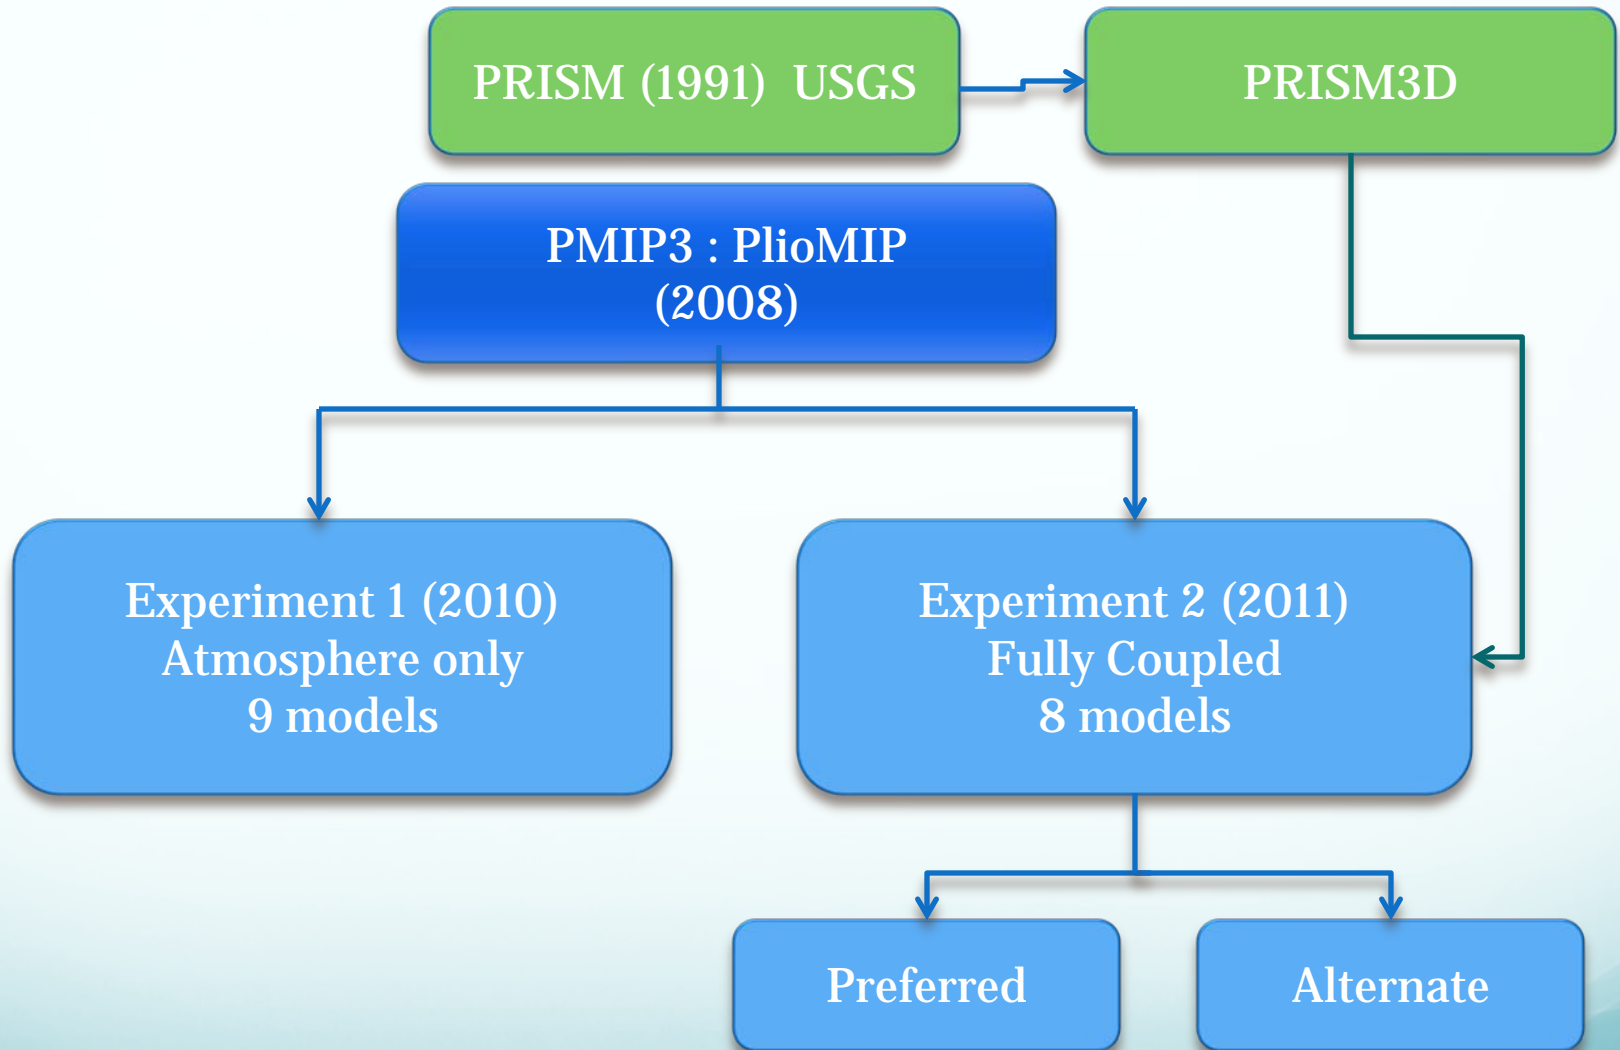 PRISM (1991) USGS
PRISM3D
PMIP3 : PlioMIP
(2008)
Experiment 1 (2010)
Atmosphere only
9 models
Experiment 2 (2011)
Fully Coupled
8 models
Preferred
Alternate